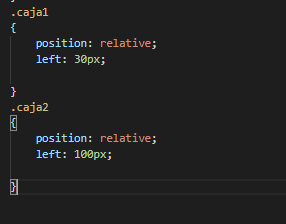 .caja1
{
    position: relative;
    left: 30px;

}
.caja2
{
    position: relative;
    left: 100px;

}